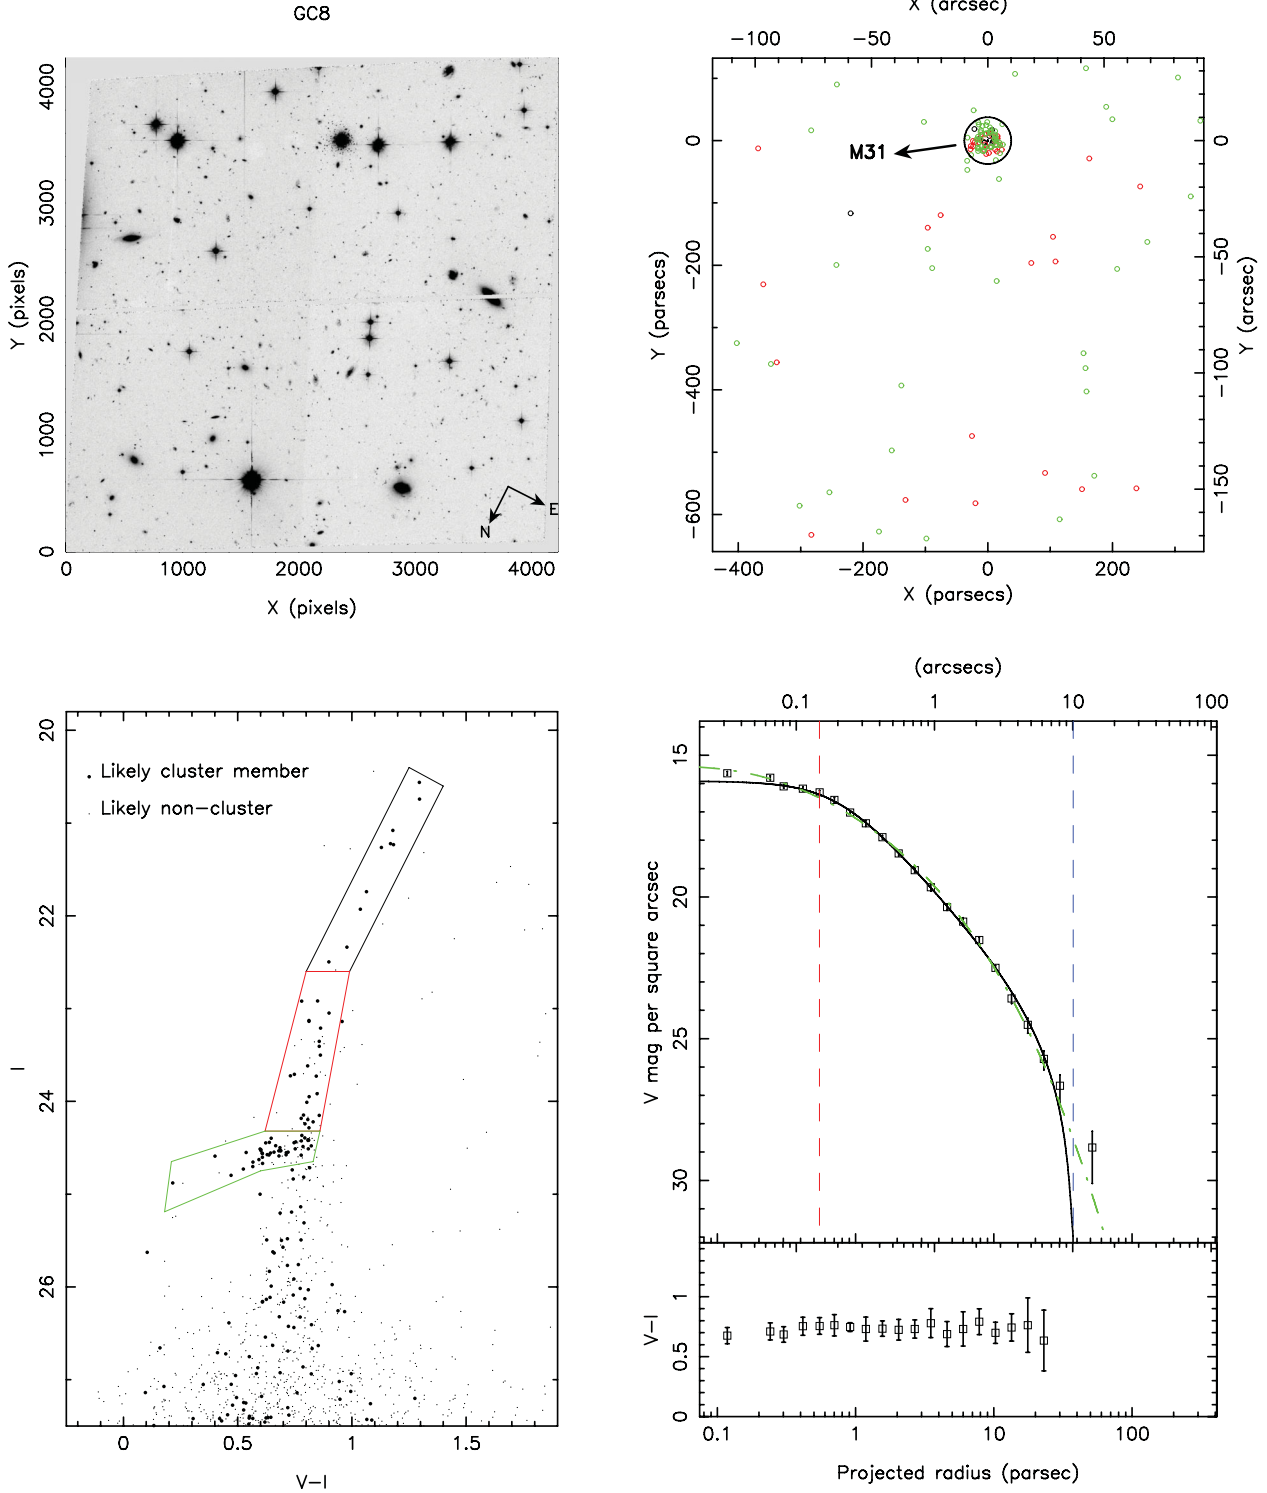 GC8
4000
3000
2000
1000
0
Y (pixels)
N
E
0 1000 2000 3000 4000
X (pixels)
X (arcsec)
−100 −50 0 50
0
−200
−400
−600
Y (parsecs)
M31
0
−50
−100
−150
Y (arcsec)
−400 −200 0 200
X (parsecs)
20
22
24
26
I
Likely cluster member
Likely non−cluster
0 0.5 1 1.5
V−I
(arcsecs)
0.1 1 10 100
15
20
25
30
V mag per square arcsec
1
0.5
0
V−I
0.1 1 10 100
Projected radius (parsec)